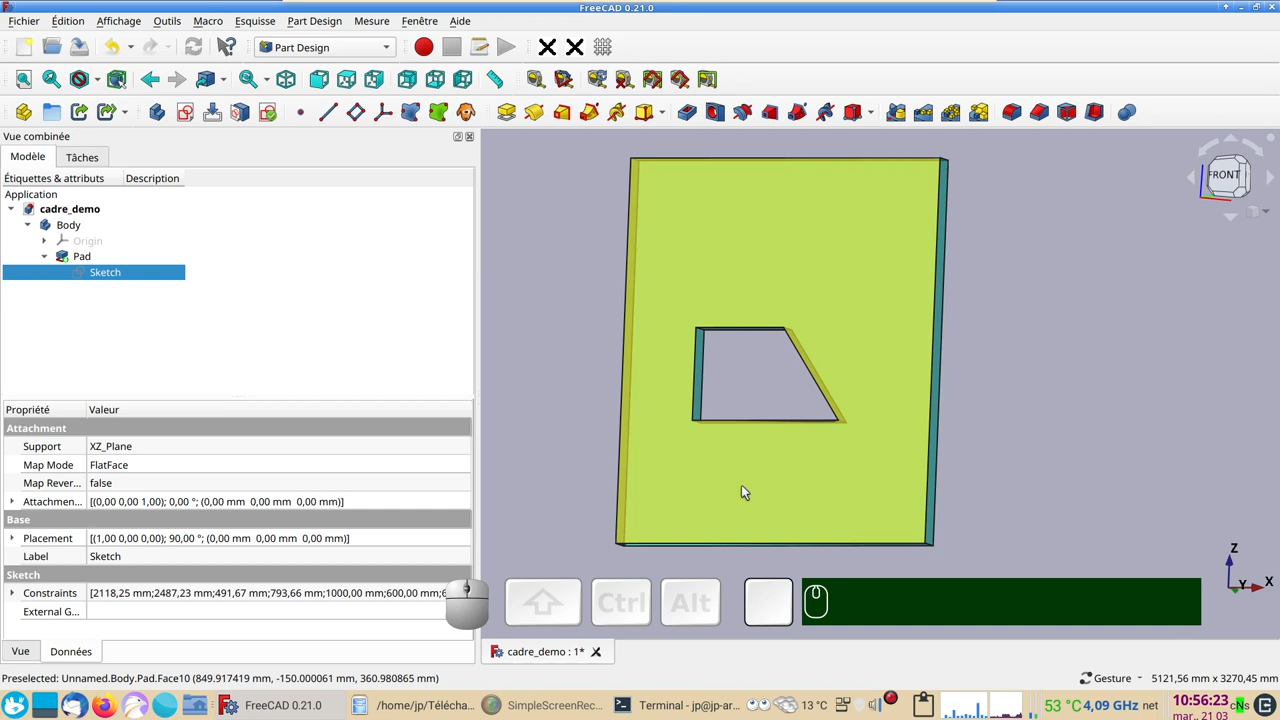 FreeCAD 0.21.0
Fichier Édition Affichage Outils Macro Esquisse Part Design Mesure Fenêtre Aide
Part Design
Vue combinée
Modèle Tâches
Étiquettes & attributs Description
Application
cadre_demo
Body
Origin
Pad
Sketch
FRONT
Propriété Valeur
Attachment
Support XZ_Plane
Map Mode FlatFace
Map Rever... false
Attachmen... [(0,00 0,00 1,00); 0,00 °; (0,00 mm 0,00 mm 0,00 mm)]
Base
Placement [(1,00 0,00 0,00); 90,00 °; (0,00 mm 0,00 mm 0,00 mm)]
Label Sketch
Sketch
Constraints [2118,25 mm;2487,23 mm;491,67 mm;793,66 mm;1000,00 mm;600,00 mm;6
External G...
Ctrl Alt
Z
Y X
Vue Données
cadre_demo : 1*
Preselected: Unnamed.Body.Pad.Face10 (849.917419 mm, -150.000061 mm, 360.980865 mm)
Gesture 5121,56 mm x 3270,45 mm
FreeCAD 0.21.0
/home/jp/Télécha...
SimpleScreenRec...
Terminal - jp@jp-ar...
13 °C
53 °C 4,09 GHz net
10:56:23
mar., 21 03